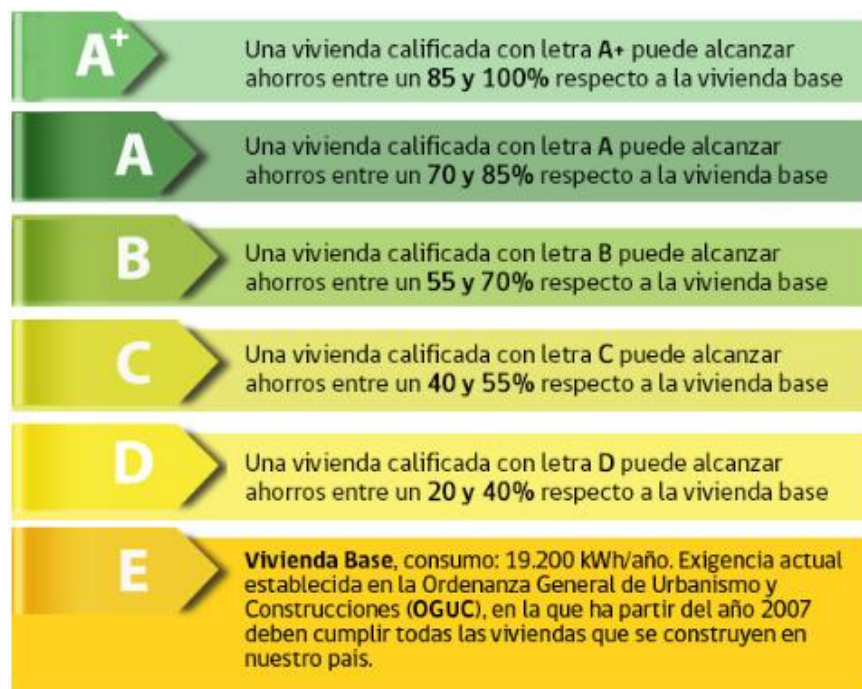 A+
Una vivienda calificada con letra A+ puede alcanzar
ahorros entre un 85 y 100% respecto a la vivienda base
A
Una vivienda calificada con letra A puede alcanzar
ahorros entre un 70 y 85% respecto a la vivienda base
B
Una vivienda calificada con letra B puede alcanzar
ahorros entre un 55 y 70% respecto a la vivienda base
C
Una vivienda calificada con letra C puede alcanzar
ahorros entre un 40 y 55% respecto a la vivienda base
D
Una vivienda calificada con letra D puede alcanzar
ahorros entre un 20 y 40% respecto a la vivienda base
E
Vivienda Base, consumo: 19.200 kWh/año. Exigencia actual
establecida en la Ordenanza General de Urbanismo y
Construcciones (OGUC), en la que ha partir del año 2007
deben cumplir todas las viviendas que se construyen en
nuestro pais.